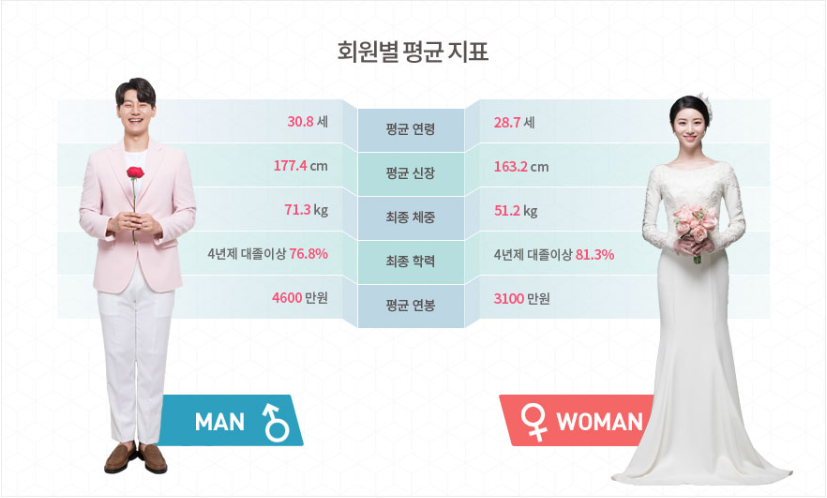 회원별 평균 지표
30.8 세 평균 연령 28.7 세
177.4 cm 평균 신장 163.2 cm
71.3 kg 최종 체중 51.2 kg
4년제 대졸이상 76.8% 최종 학력 4년제 대졸이상 81.3%
4600 만원 평균 연봉 3100 만원
MAN WOMAN